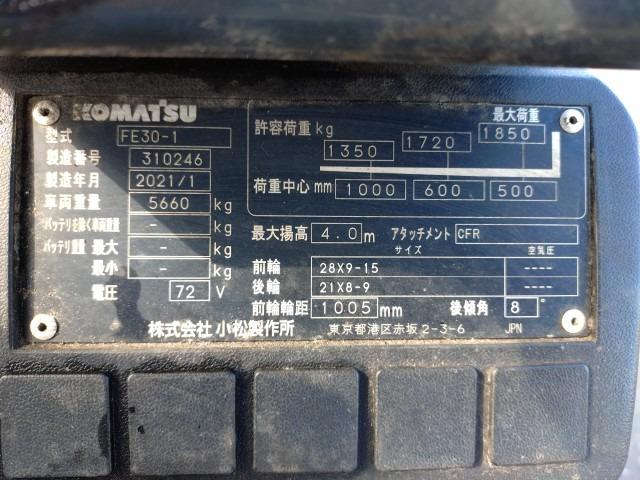 KOMATSU
型式 FE30-1
製造番号 310246
製造年月 2021/1
車両重量 5660 kg
バッテリを除く車両重量 - kg
バッテリ重量 最大 - kg
最小 - kg
電圧 72 V
最大荷重
許容荷重 kg 1350 1720 1850
荷重中心 mm 1000 600 500
最大揚高 4.0 m アタッチメント CFR
サイズ 空気圧
前輪 28X9-15 ----
後輪 21X8-9 ----
前輪輪距 1005 mm 後傾角 8°
株式会社 小松製作所 東京都港区赤坂2-3-6 JPN